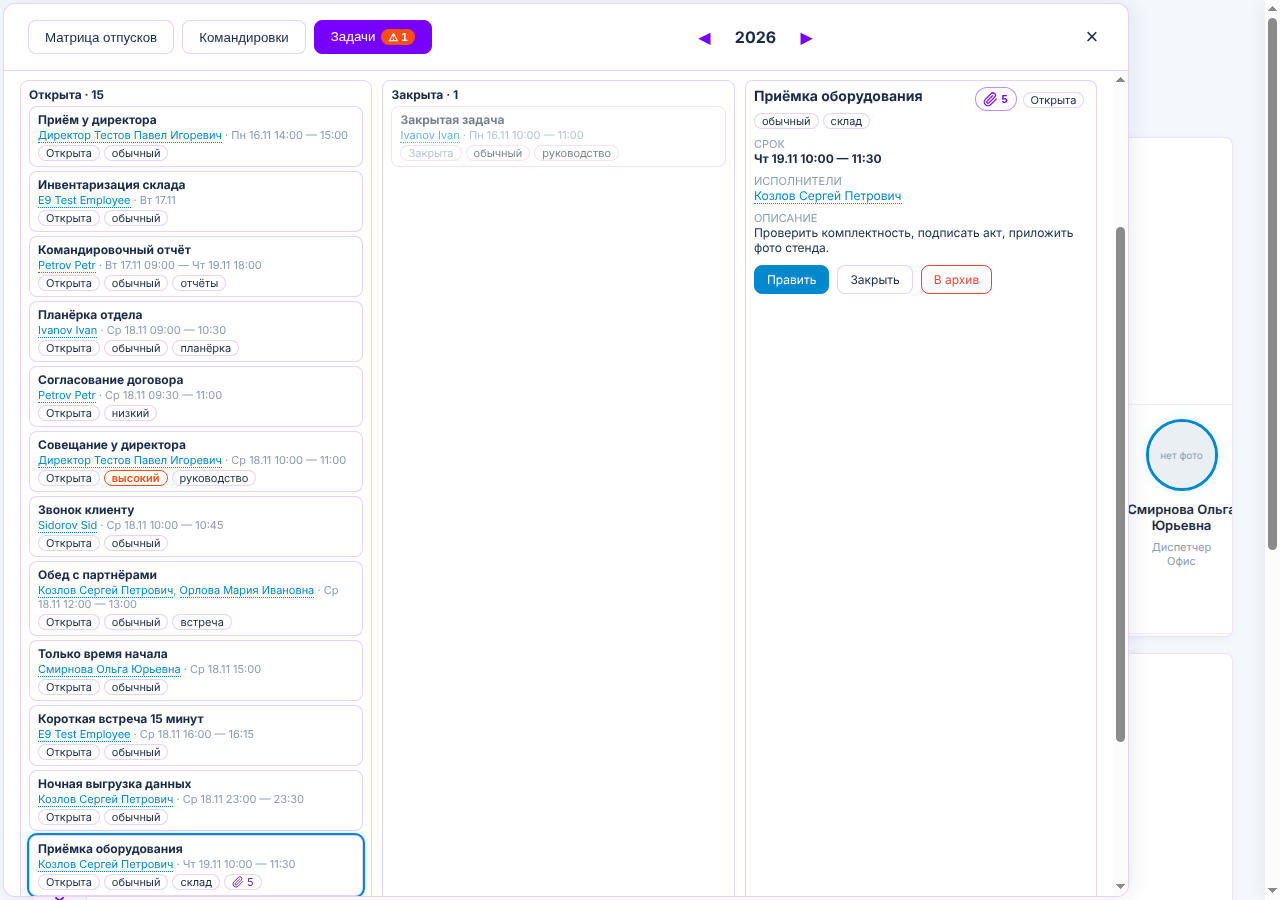 Матрица отпусков
Командировки
Задачи ⚠ 1
◀ 2026 ▶
×
Открыта · 15
Приём у директора
Директор Тестов Павел Игоревич · Пн 16.11 14:00 — 15:00
Открыта обычный
Инвентаризация склада
E9 Test Employee · Вт 17.11
Открыта обычный
Командировочный отчёт
Petrov Petr · Вт 17.11 09:00 — Чт 19.11 18:00
Открыта обычный отчёты
Планёрка отдела
Ivanov Ivan · Ср 18.11 09:00 — 10:30
Открыта обычный планёрка
Согласование договора
Petrov Petr · Ср 18.11 09:30 — 11:00
Открыта низкий
Совещание у директора
Директор Тестов Павел Игоревич · Ср 18.11 10:00 — 11:00
Открыта высокий руководство
Звонок клиенту
Sidorov Sid · Ср 18.11 10:00 — 10:45
Открыта обычный
Обед с партнёрами
Козлов Сергей Петрович, Орлова Мария Ивановна · Ср
18.11 12:00 — 13:00
Открыта обычный встреча
Только время начала
Смирнова Ольга Юрьевна · Ср 18.11 15:00
Открыта обычный
Короткая встреча 15 минут
E9 Test Employee · Ср 18.11 16:00 — 16:15
Открыта обычный
Ночная выгрузка данных
Козлов Сергей Петрович · Ср 18.11 23:00 — 23:30
Открыта обычный
Приёмка оборудования
Козлов Сергей Петрович · Чт 19.11 10:00 — 11:30
Открыта обычный склад 5
Закрыта · 1
Закрытая задача
Ivanov Ivan · Пн 16.11 10:00 — 11:00
Закрыта обычный руководство
Приёмка оборудования
5 Открыта
обычный склад
СРОК
Чт 19.11 10:00 — 11:30
ИСПОЛНИТЕЛИ
Козлов Сергей Петрович
ОПИСАНИЕ
Проверить комплектность, подписать акт, приложить
фото стенда.
Править Закрыть В архив
нет фото
Смирнова Ольга
Юрьевна
Диспетчер
Офис